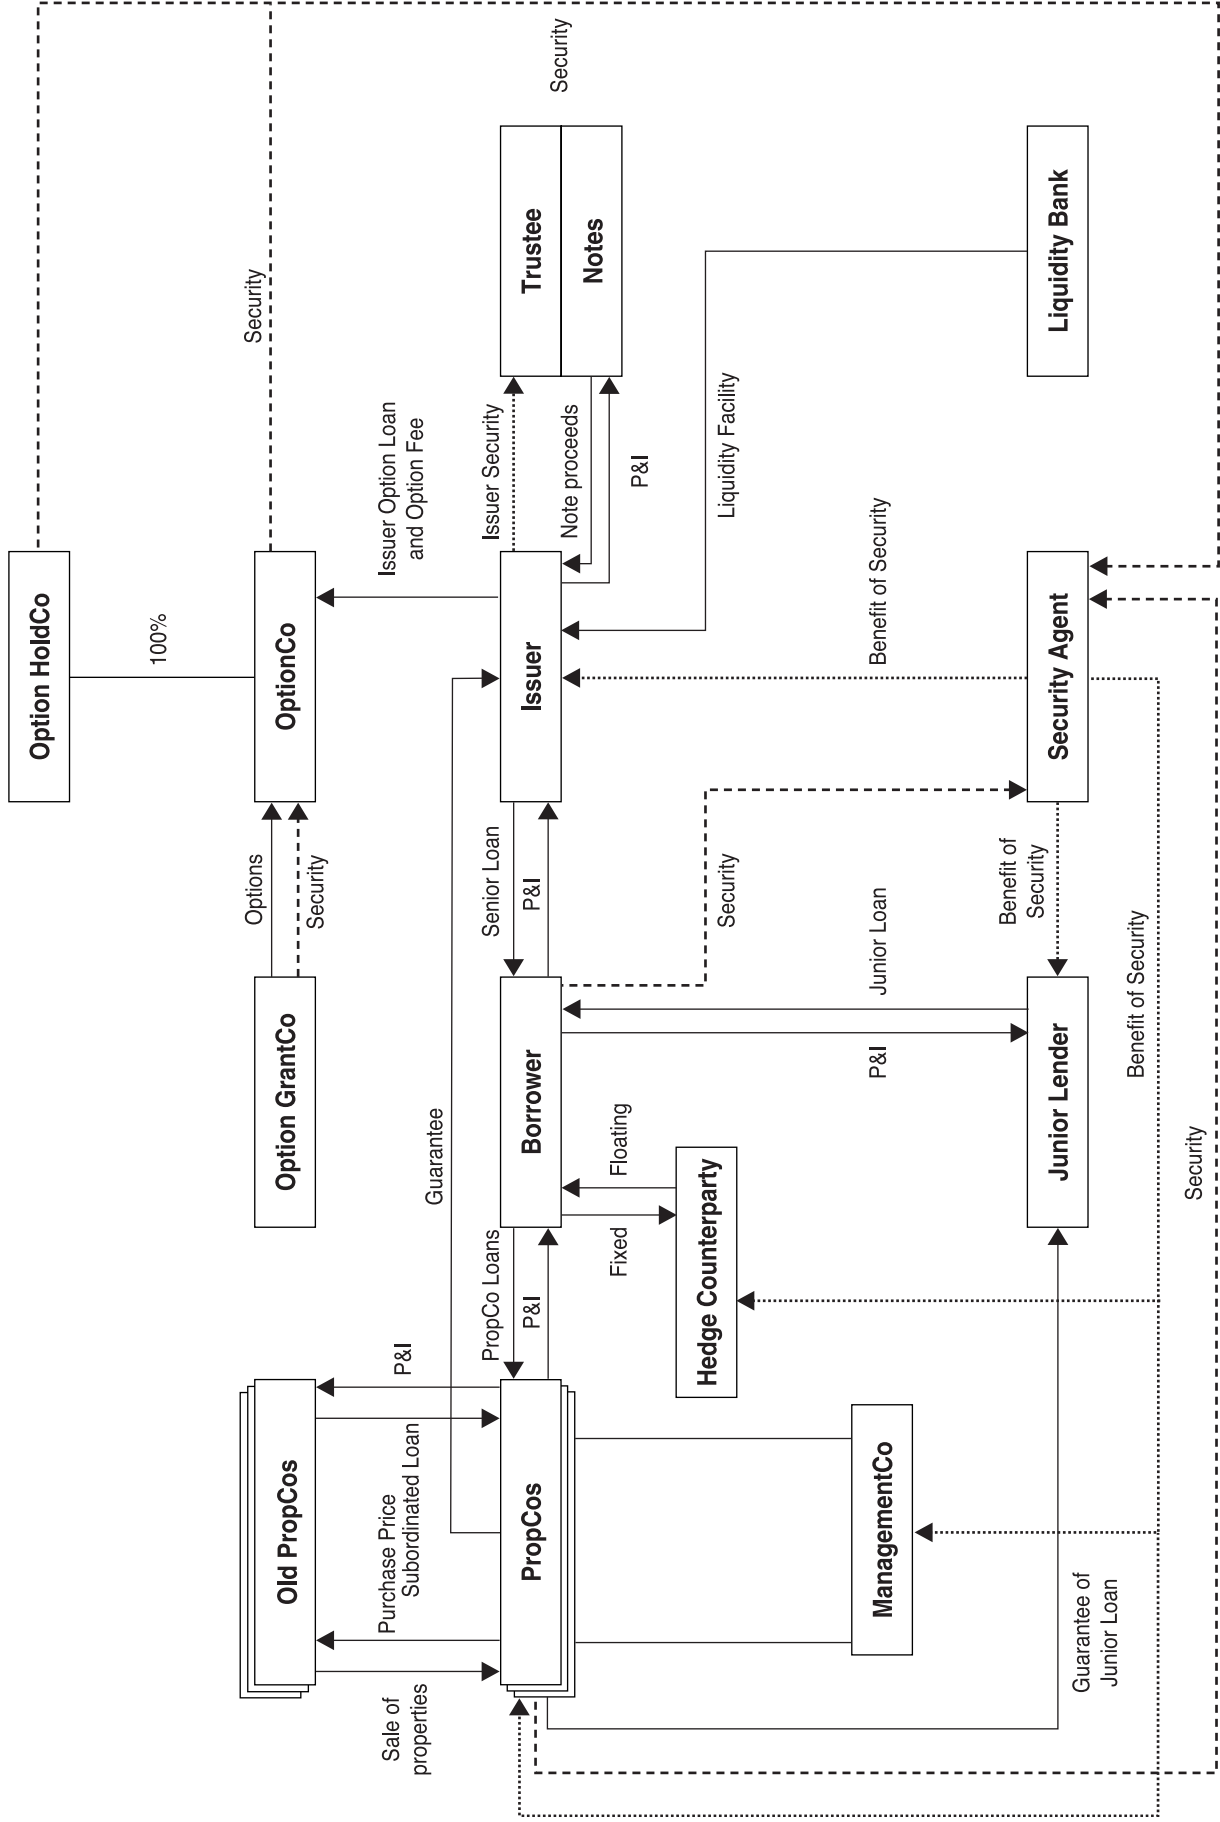 Option HoldCo
100%
Options
Security
Old PropCos
Option GrantCo
OptionCo
Security
Sale of
properties
Purchase Price
Subordinated Loan
P&I
Issuer Option Loan
and Option Fee
Guarantee
PropCo Loans
Senior Loan
Issuer Security
PropCos
P&I
Borrower
P&I
Issuer
Trustee
Note proceeds
Security
Notes
Fixed
Floating
P&I
Hedge Counterparty
Security
Liquidity Facility
ManagementCo
P&I
Junior Loan
Benefit of Security
Benefit of
Security
Junior Lender
Security Agent
Liquidity Bank
Guarantee of
Junior Loan
Benefit of Security
Security